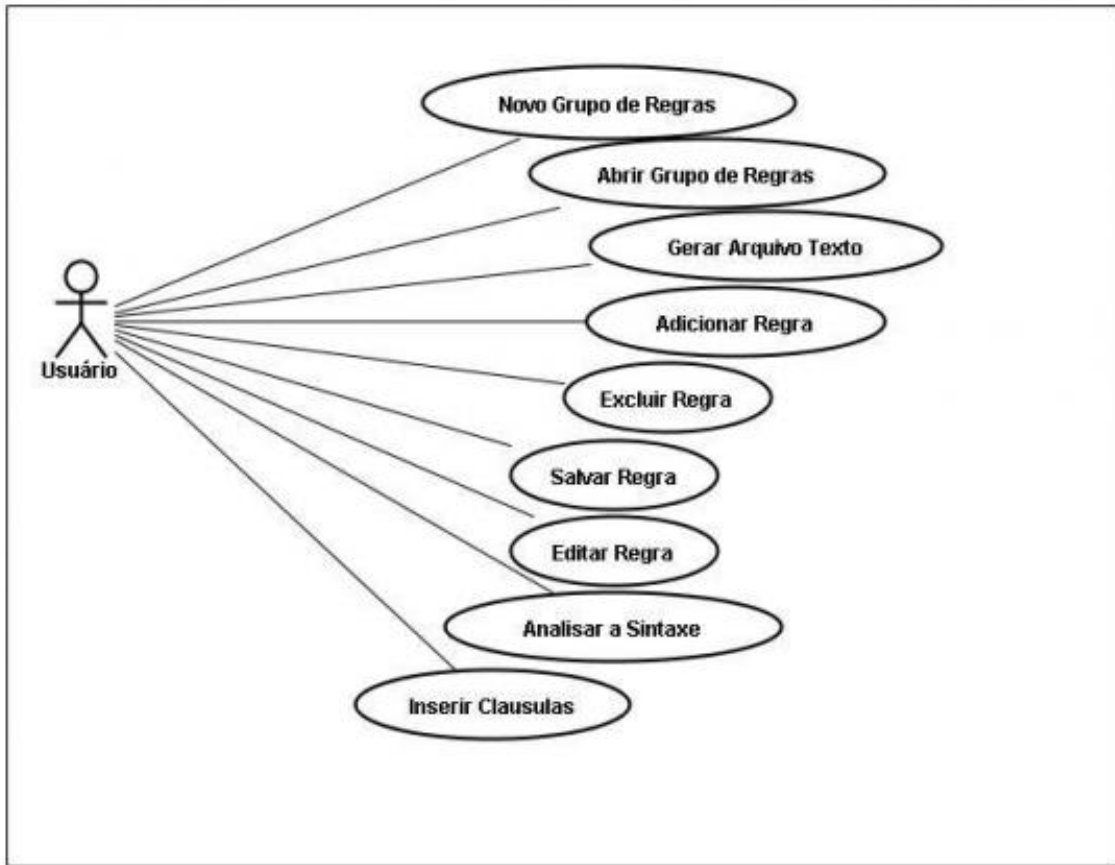 Novo Grupo de Regras
Abrir Grupo de Regras
Gerar Arquivo Texto
Adicionar Regra
Usuário
Excluir Regra
Salvar Regra
Editar Regra
Analisar a Sintaxe
Inserir Clausulas